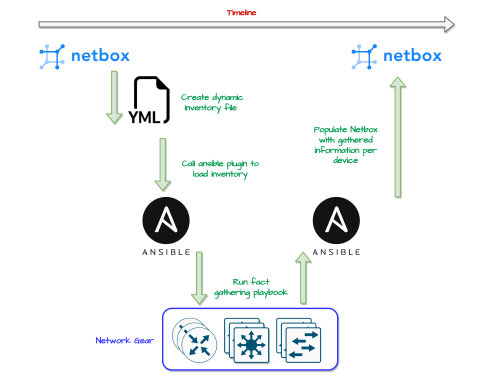 Timeline
netbox
netbox
YML
Create dynamic
inventory file
Populate Netbox
with gathered
information per
device
Call ansible plugin to
load inventory
ANSIBLE
ANSIBLE
Run fact
gathering playbook
Network Gear